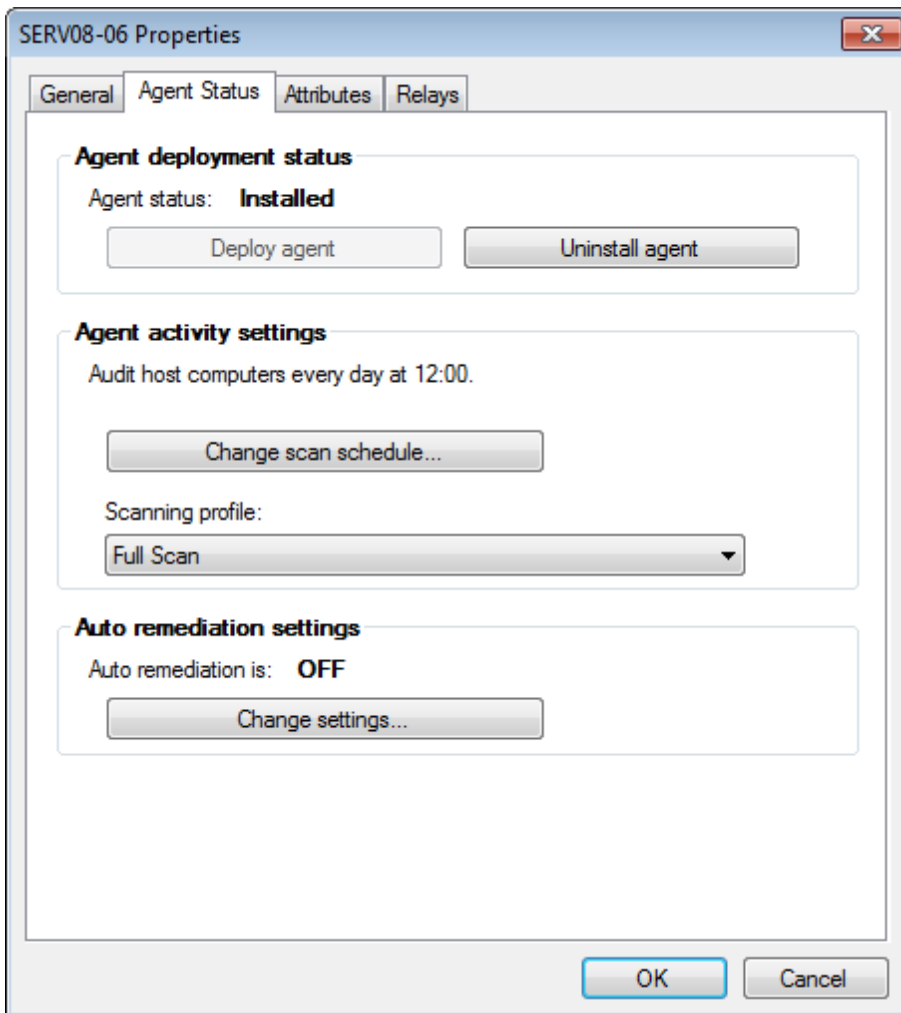 SERV08-06 Properties
General Agent Status Attributes Relays
Agent deployment status
Agent status: Installed
Deploy agent Uninstall agent
Agent activity settings
Audit host computers every day at 12:00.
Change scan schedule...
Scanning profile:
Full Scan
Auto remediation settings
Auto remediation is: OFF
Change settings...
OK Cancel